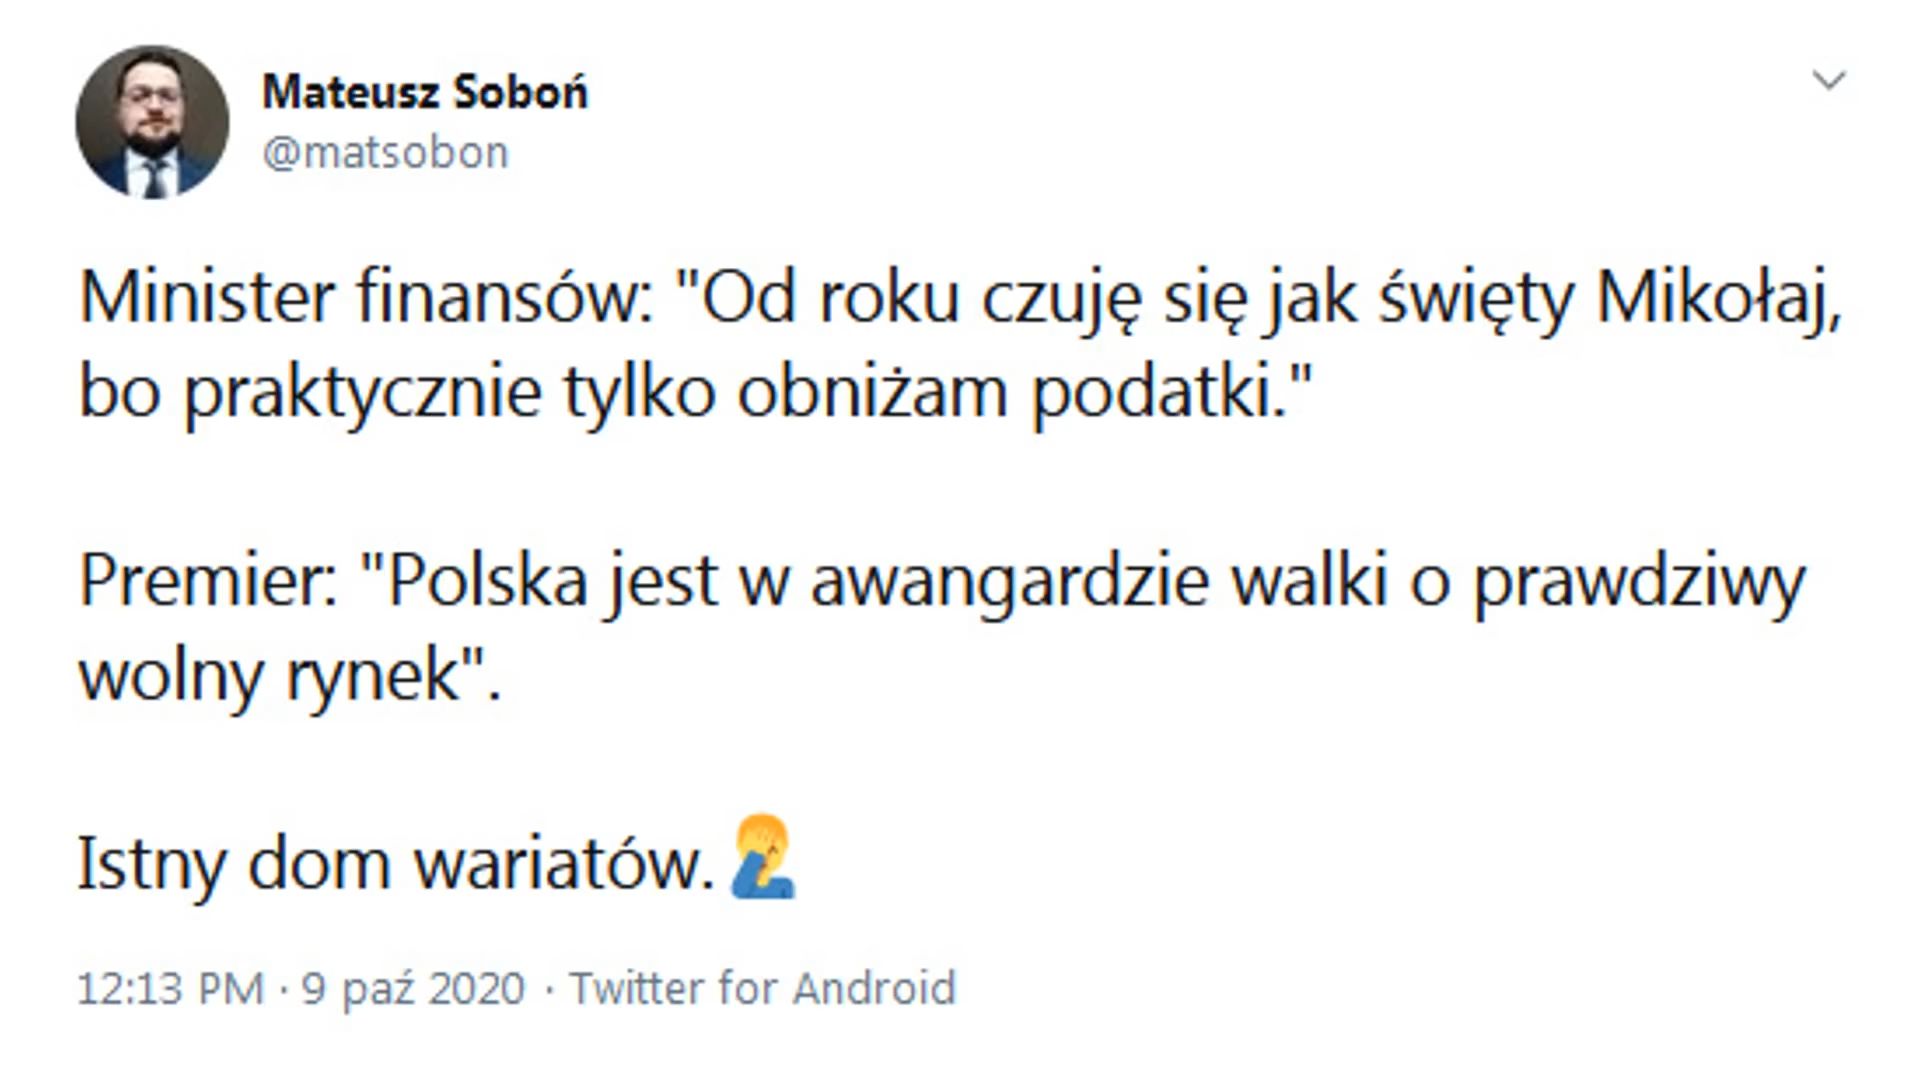 Mateusz Soboń
@matsobon
Minister finansów: "Od roku czuję się jak święty Mikołaj,
bo praktycznie tylko obniżam podatki."
Premier: "Polska jest w awangardzie walki o prawdziwy
wolny rynek".
Istny dom wariatów. 🤦‍♂️
12:13 PM · 9 paź 2020 · Twitter for Android